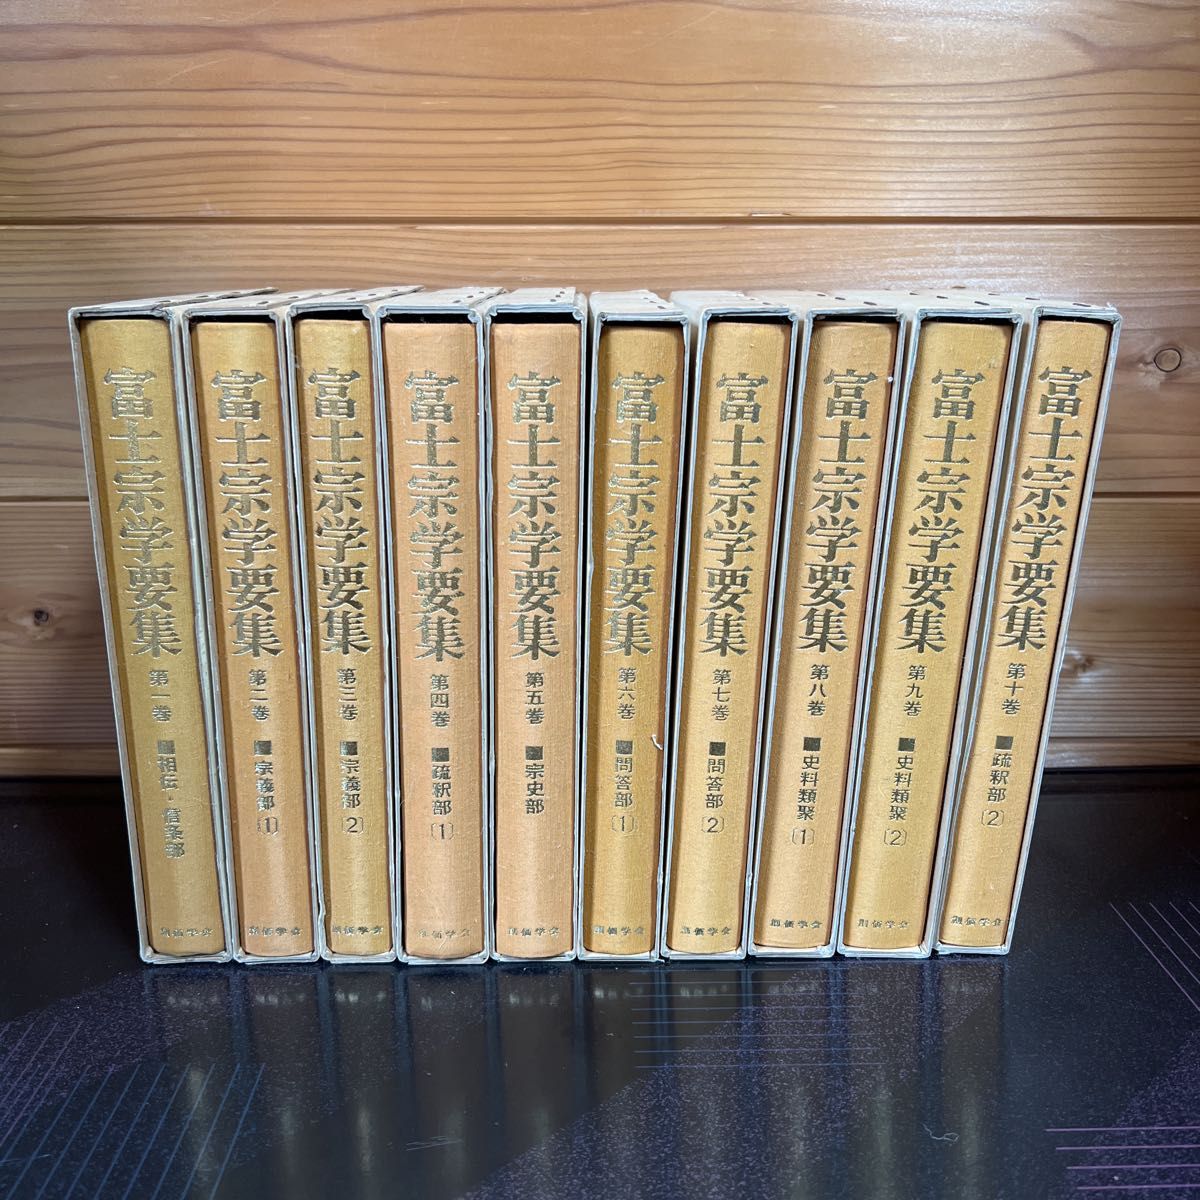 富士宗学要集 第一巻 ■相伝・信条部
創価学会
富士宗学要集 第二巻 ■宗義部〔1〕
創価学会
富士宗学要集 第三巻 ■宗義部〔2〕
創価学会
富士宗学要集 第四巻 ■疏釈部〔1〕
創価学会
富士宗学要集 第五巻 ■宗史部
創価学会
富士宗学要集 第六巻 ■問答部〔1〕
創価学会
富士宗学要集 第七巻 ■問答部〔2〕
創価学会
富士宗学要集 第八巻 ■史料類聚〔1〕
創価学会
富士宗学要集 第九巻 ■史料類聚〔2〕
創価学会
富士宗学要集 第十巻 ■疏釈部〔2〕
創価学会